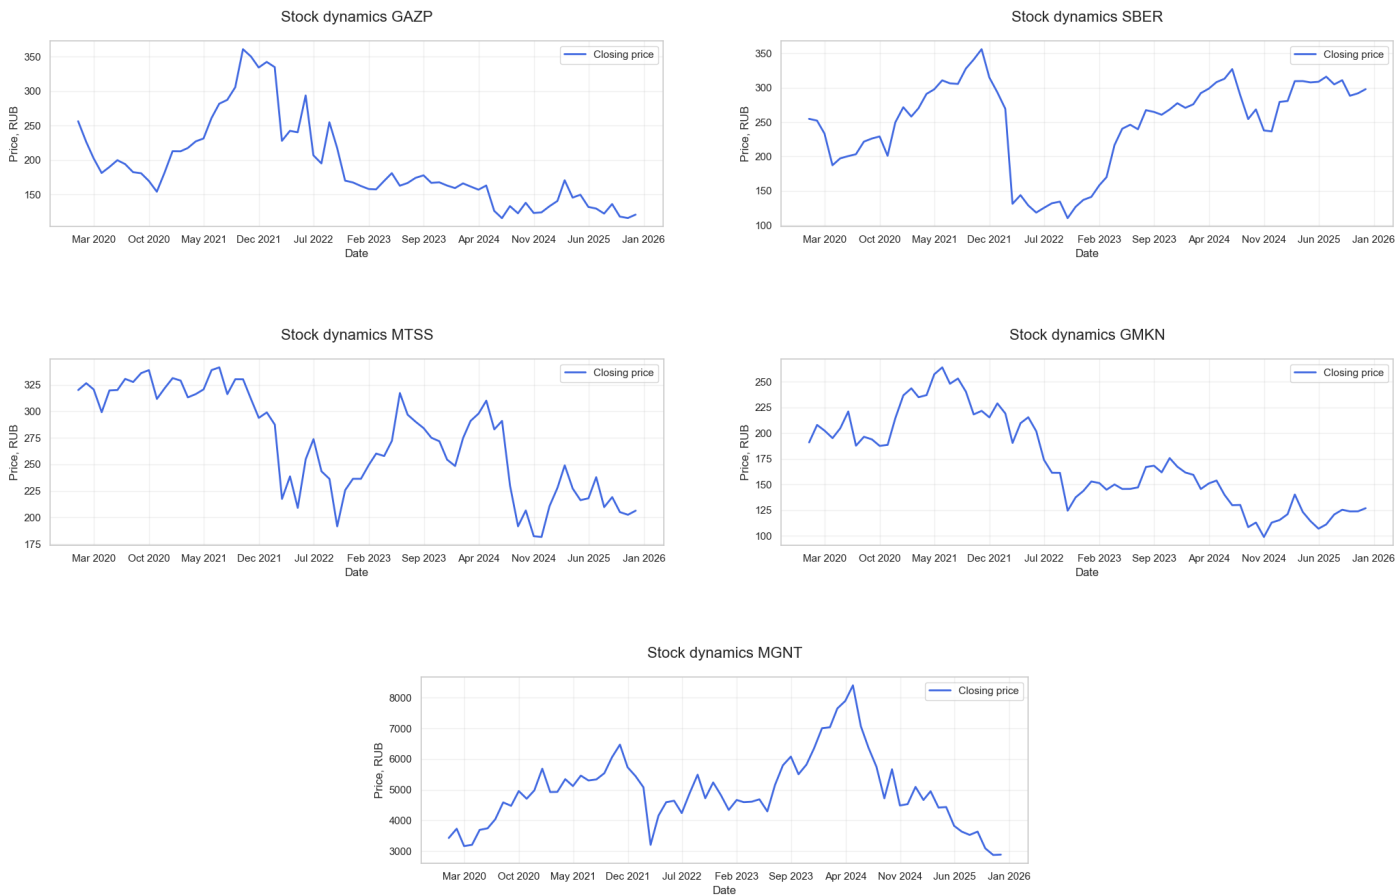 Stock dynamics GAZP
Closing price
Price, RUB
350
300
250
200
150
Mar 2020 Oct 2020 May 2021 Dec 2021 Jul 2022 Feb 2023 Sep 2023 Apr 2024 Nov 2024 Jun 2025 Jan 2026
Date
Stock dynamics SBER
Closing price
Price, RUB
350
300
250
200
150
100
Mar 2020 Oct 2020 May 2021 Dec 2021 Jul 2022 Feb 2023 Sep 2023 Apr 2024 Nov 2024 Jun 2025 Jan 2026
Date
Stock dynamics MTSS
Closing price
Price, RUB
325
300
275
250
225
200
175
Mar 2020 Oct 2020 May 2021 Dec 2021 Jul 2022 Feb 2023 Sep 2023 Apr 2024 Nov 2024 Jun 2025 Jan 2026
Date
Stock dynamics GMKN
Closing price
Price, RUB
250
225
200
175
150
125
100
Mar 2020 Oct 2020 May 2021 Dec 2021 Jul 2022 Feb 2023 Sep 2023 Apr 2024 Nov 2024 Jun 2025 Jan 2026
Date
Stock dynamics MGNT
Closing price
Price, RUB
8000
7000
6000
5000
4000
3000
Mar 2020 Oct 2020 May 2021 Dec 2021 Jul 2022 Feb 2023 Sep 2023 Apr 2024 Nov 2024 Jun 2025 Jan 2026
Date